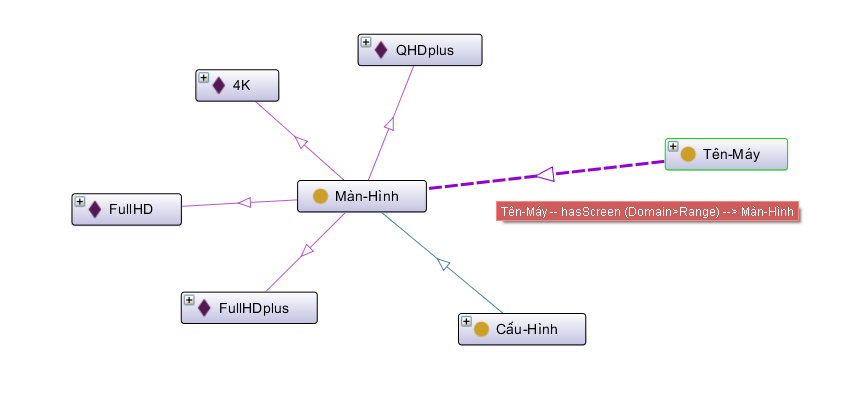 QHDplus
4K
Tên-Máy
Màn-Hình
FullHD
Tên-Máy -- hasScreen (Domain>Range) --> Màn-Hình
FullHDplus
Cấu-Hình